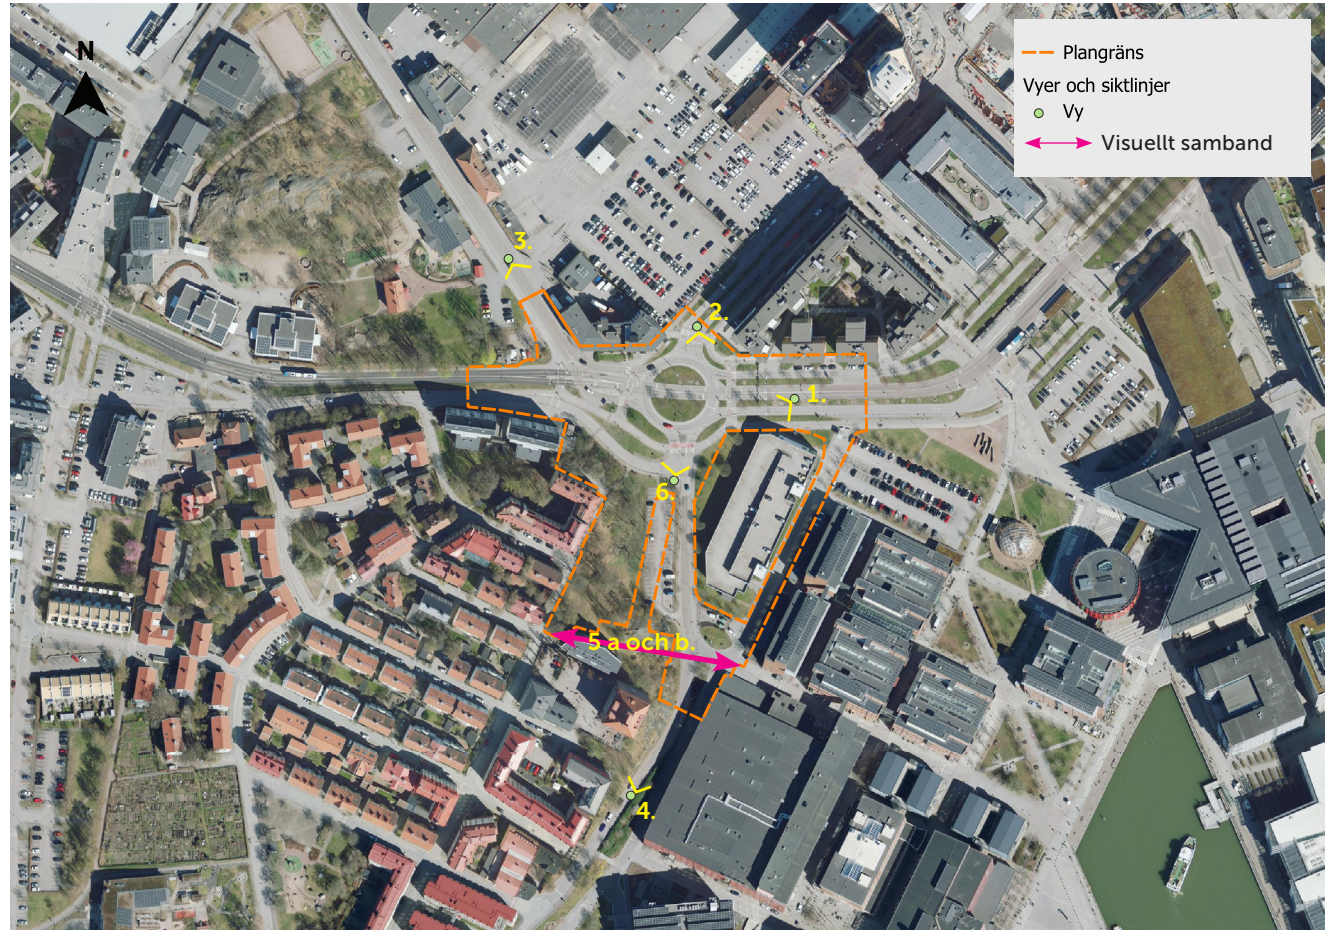 N
Plangräns
Vyer och siktlinjer
Vy
Visuellt samband
3.
2.
1.
6.
5 a och b.
4.